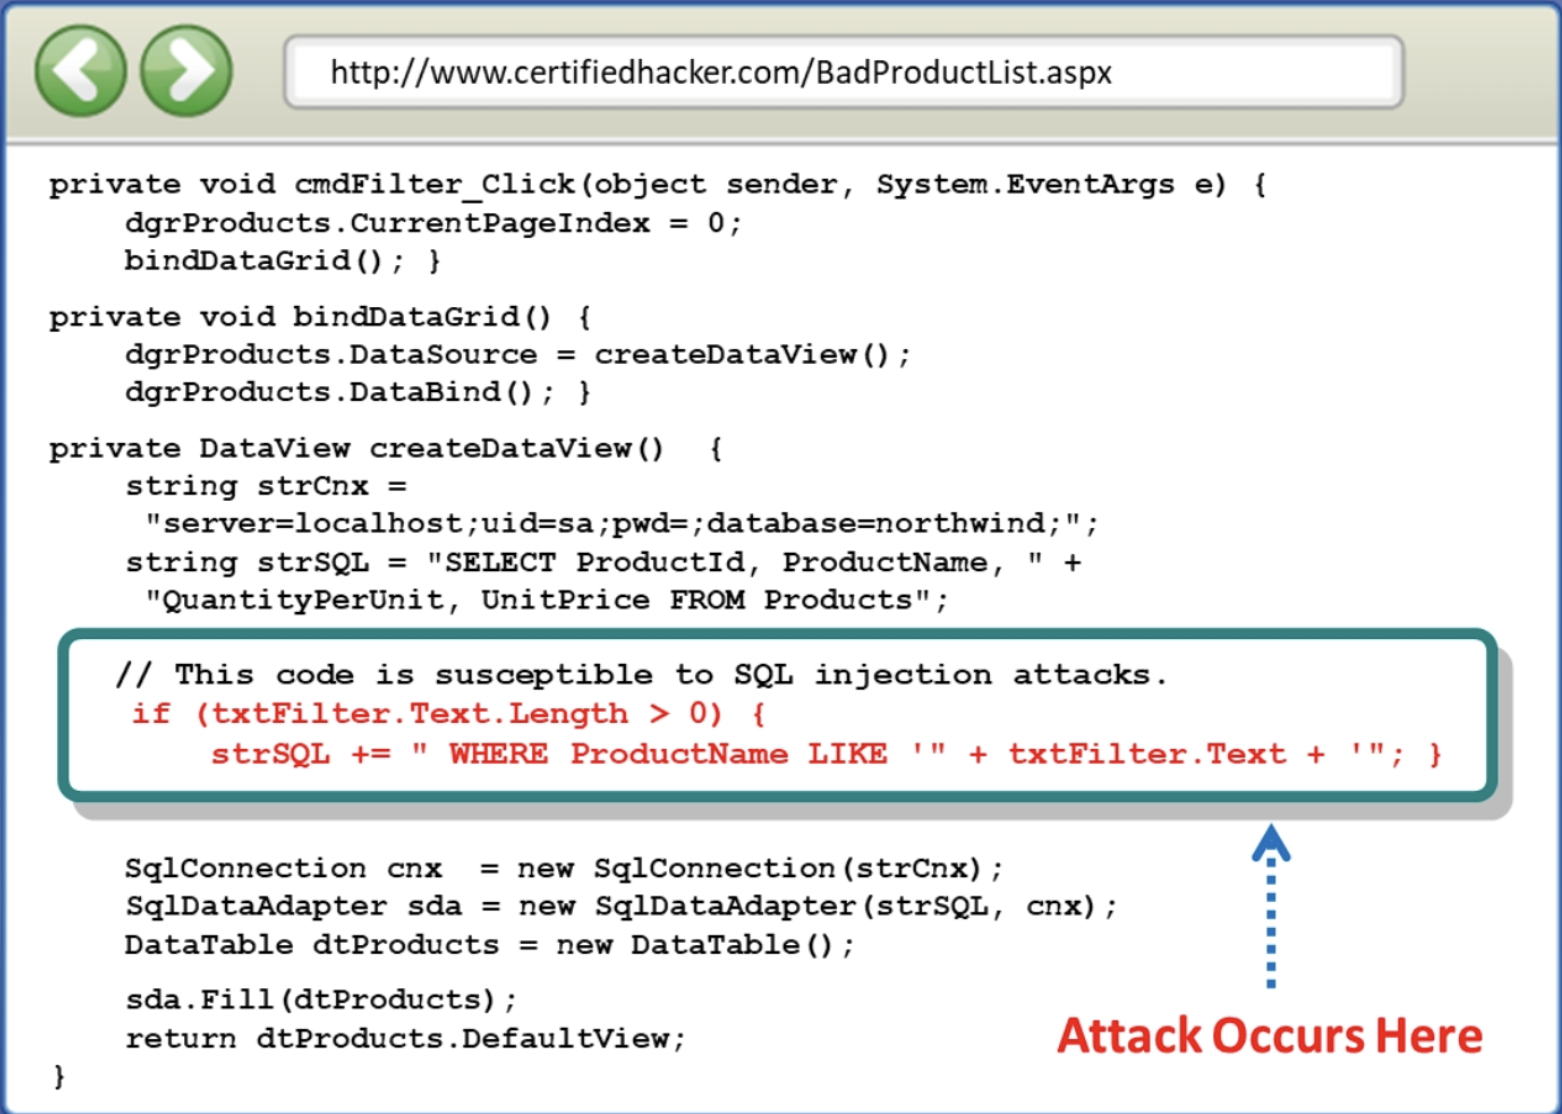 http://www.certifiedhacker.com/BadProductList.aspx
private void cmdFilter_Click(object sender, System.EventArgs e) {
dgrProducts.CurrentPageIndex = 0;
bindDataGrid(); }
private void bindDataGrid() {
dgrProducts.DataSource = createDataView();
dgrProducts.DataBind(); }
private DataView createDataView() {
string strCnx =
"server=localhost;uid=sa;pwd=;database=northwind;";
string strSQL = "SELECT ProductId, ProductName, " +
"QuantityPerUnit, UnitPrice FROM Products";
// This code is susceptible to SQL injection attacks.
if (txtFilter.Text.Length > 0) {
strSQL += " WHERE ProductName LIKE '" + txtFilter.Text + '"; }
SqlConnection cnx = new SqlConnection(strCnx);
SqlDataAdapter sda = new SqlDataAdapter(strSQL, cnx);
DataTable dtProducts = new DataTable();
sda.Fill(dtProducts);
return dtProducts.DefaultView;
}
Attack Occurs Here